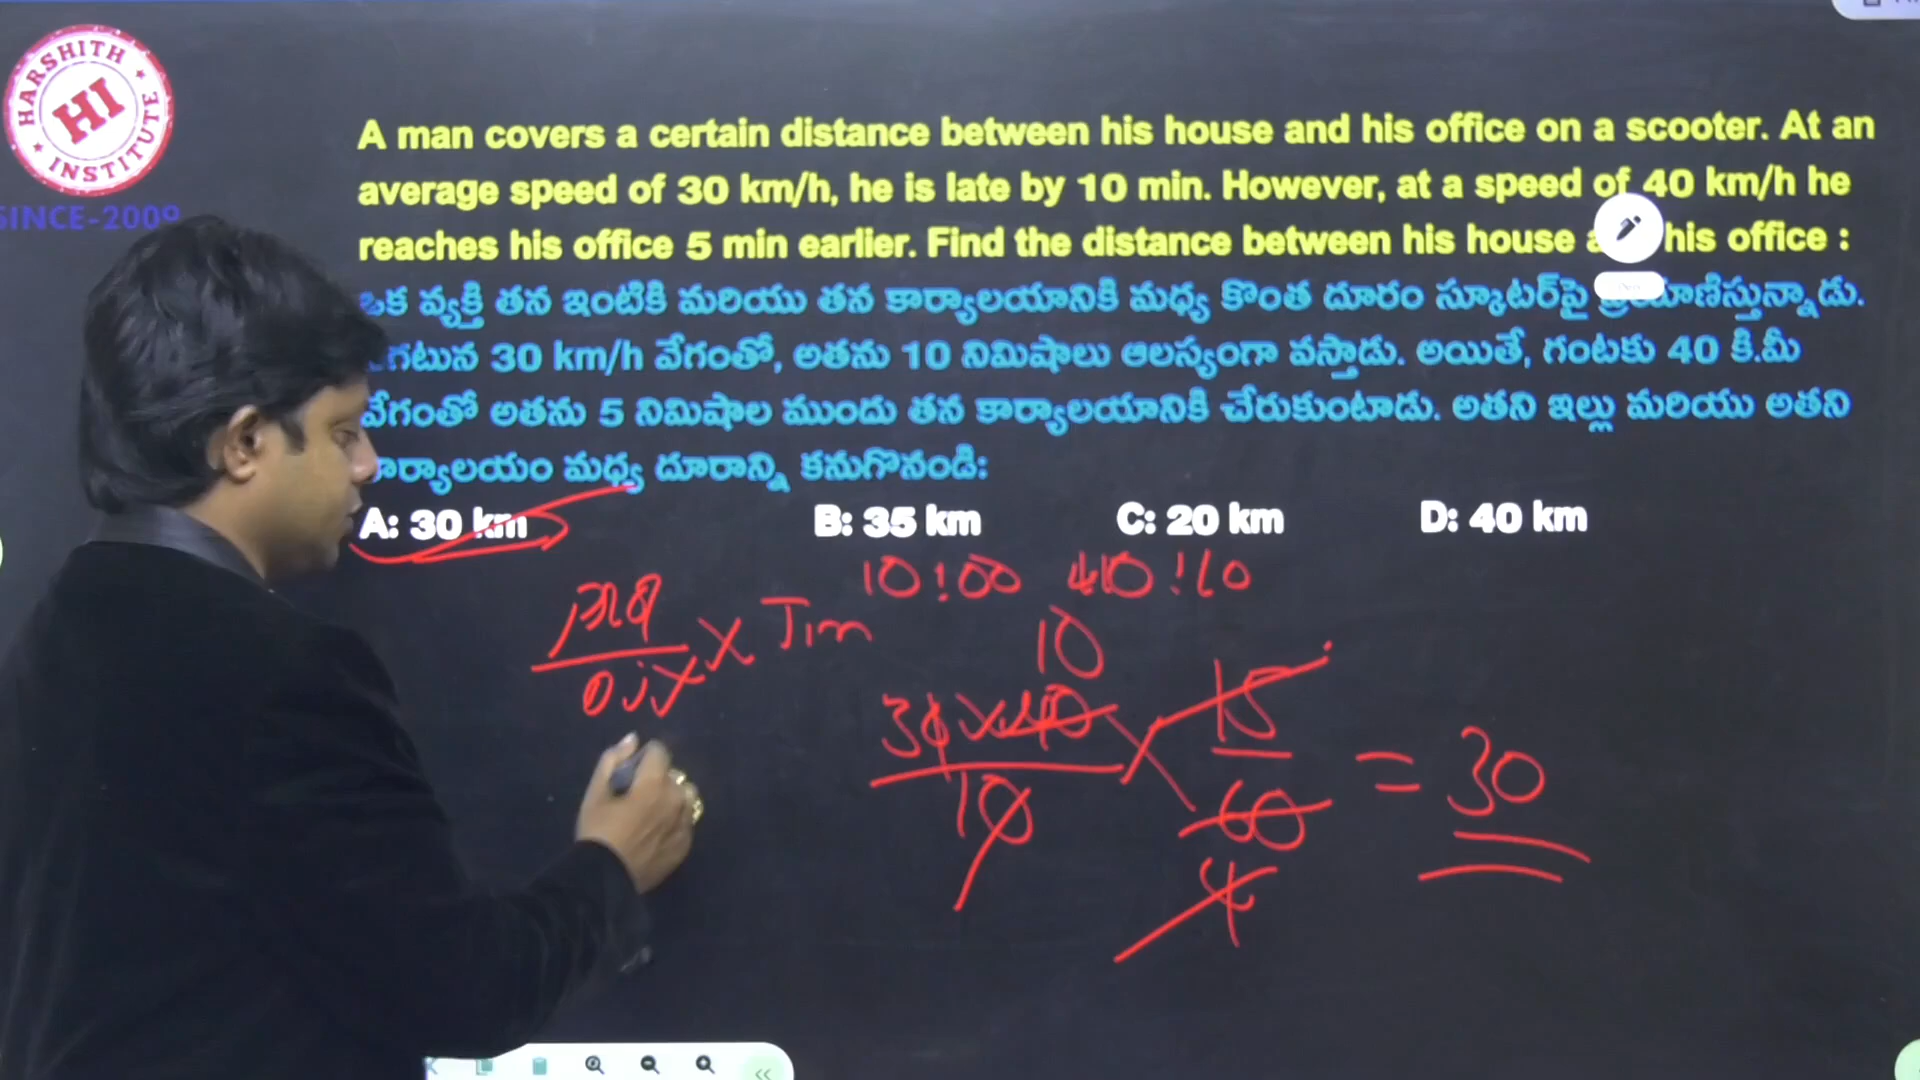 HARSHITH
HI
INSTITUTE
SINCE-2009
A man covers a certain distance between his house and his office on a scooter. At an
average speed of 30 km/h, he is late by 10 min. However, at a speed of 40 km/h he
reaches his office 5 min earlier. Find the distance between his house his office :
ఒక వ్యక్తి తన ఇంటికి మరియు తన కార్యాలయానికి మధ్య కొంత దూరం స్కూటర్‌పై ప్రయాణిస్తున్నాడు.
30 km/h వేగంతో, అతను 10 నిమిషాలు ఆలస్యంగా వస్తాడు. అయితే, గంటకు 40 కి.మీ
వేగంతో అతను 5 నిమిషాల ముందు తన కార్యాలయానికి చేరుకుంటాడు. అతని ఇల్లు మరియు అతని
కార్యాలయం మధ్య దూరాన్ని కనుగొనండి:
A: 30 km B: 35 km C: 20 km D: 40 km
10:00 10:10
10
× Tim
30×40 × 15 = 30
10 60
4